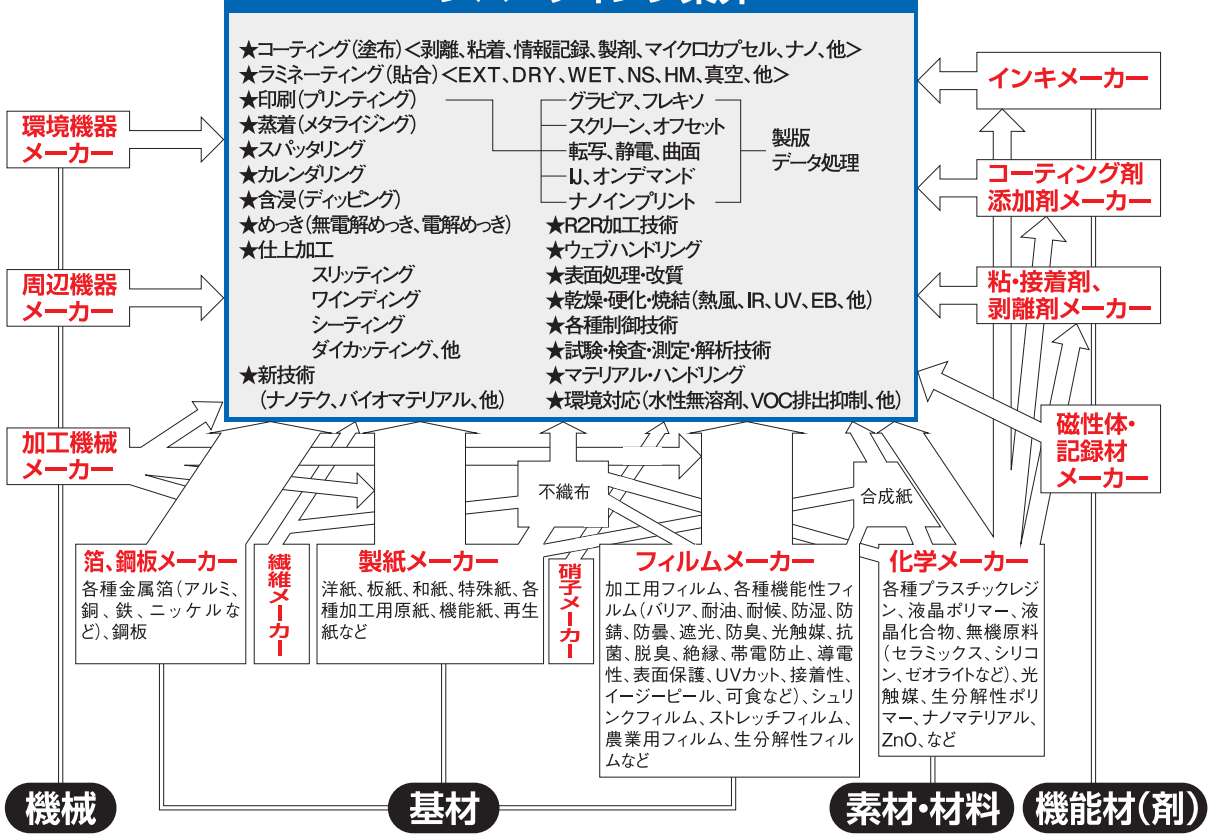 ★コーティング(塗布)<剥離、粘着、情報記録、製剤、マイクロカプセル、ナノ、他>
★ラミネーティング(貼合)<EXT、DRY、WET、NS、HM、真空、他>
★印刷(プリンティング)
★蒸着(メタライジング)
★スパッタリング
★カレンダリング
★含浸(ディッピング)
★めっき(無電解めっき、電解めっき)
★仕上加工
スリッティング
ワインディング
シーティング
ダイカッティング、他
★新技術
(ナノテク、バイオマテリアル、他)
グラビア、フレキソ
スクリーン、オフセット
転写、静電、曲面
IJ、オンデマンド
ナノインプリント
製版
データ処理
★R2R加工技術
★ウェブハンドリング
★表面処理・改質
★乾燥・硬化・焼結(熱風、IR、UV、EB、他)
★各種制御技術
★試験・検査・測定・解析技術
★マテリアル・ハンドリング
★環境対応(水性無溶剤、VOC排出抑制、他)
環境機器
メーカー
周辺機器
メーカー
加工機械
メーカー
インキメーカー
コーティング剤
添加剤メーカー
粘・接着剤、
剥離剤メーカー
磁性体・
記録材
メーカー
不織布
合成紙
箔、鋼板メーカー
各種金属箔(アルミ、
銅、鉄、ニッケルな
ど)、鋼板
繊維メーカー
製紙メーカー
洋紙、板紙、和紙、特殊紙、各
種加工用原紙、機能紙、再生
紙など
硝子メーカー
フィルムメーカー
加工用フィルム、各種機能性フィ
ルム(バリア、耐油、耐候、防湿、防
錆、防曇、遮光、防臭、光触媒、抗
菌、脱臭、絶縁、帯電防止、導電
性、表面保護、UVカット、接着性、
イージーピール、可食など)、シュリ
ンクフィルム、ストレッチフィルム、
農業用フィルム、生分解性フィル
ムなど
化学メーカー
各種プラスチックレジ
ン、液晶ポリマー、液
晶化合物、無機原料
(セラミックス、シリコ
ン、ゼオライトなど)、光
触媒、生分解性ポリ
マー、ナノマテリアル、
ZnO、など
機械
基材
素材・材料
機能材(剤)